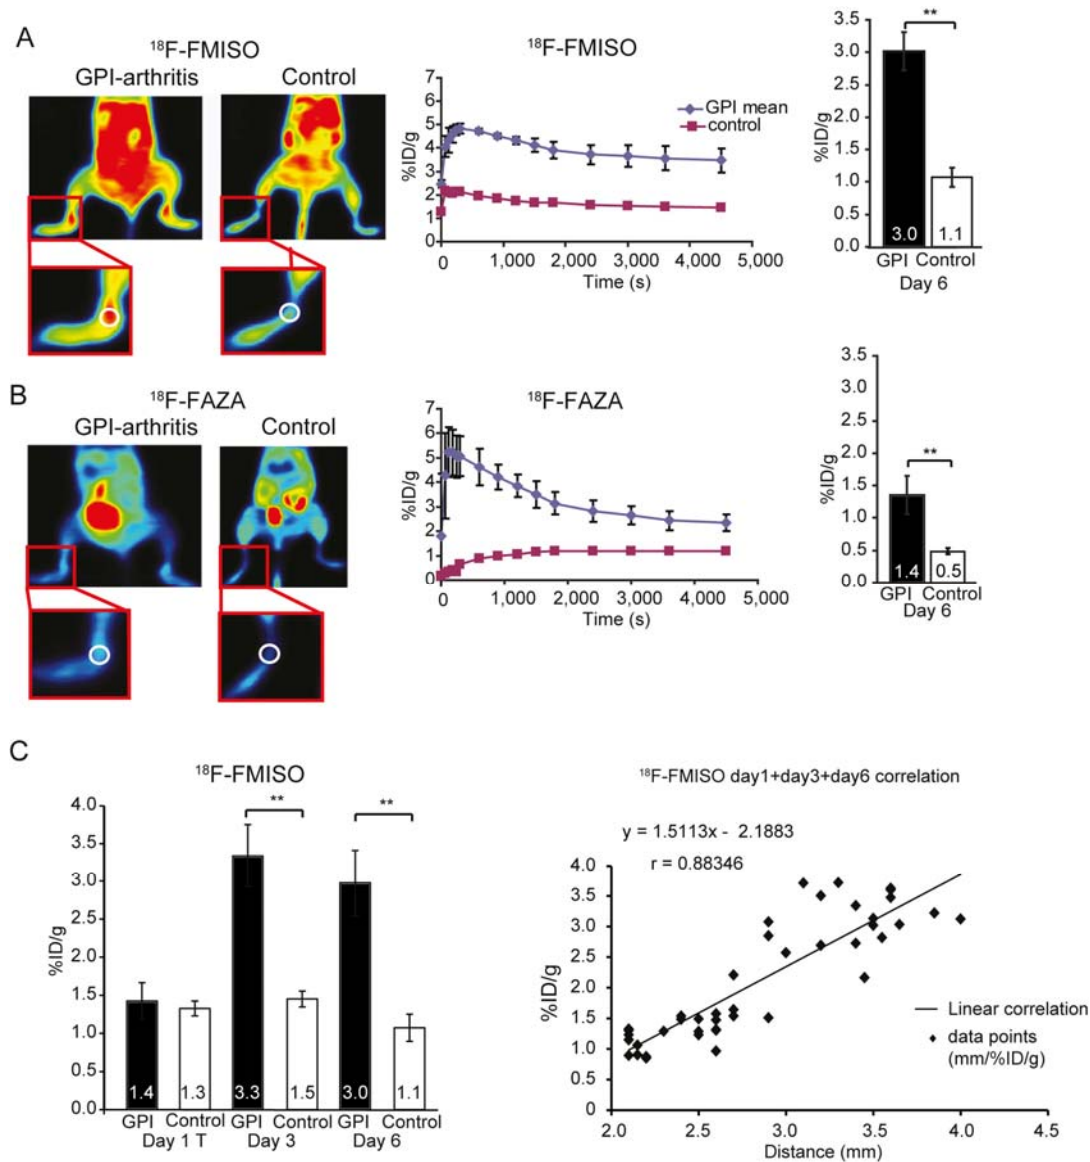 A
18F-FMISO
GPI-arthritis Control
18F-FMISO
%ID/g
7
6
5
4
3
2
1
0
0 1,000 2,000 3,000 4,000 5,000
Time (s)
GPI mean
control
%ID/g
3.5
3.0
2.5
2.0
1.5
1.0
0.5
0.0
**
3.0 1.1
GPI Control
Day 6
B
18F-FAZA
GPI-arthritis Control
18F-FAZA
%ID/g
7
6
5
4
3
2
1
0
0 1,000 2,000 3,000 4,000 5,000
Time (s)
%ID/g
3.5
3.0
2.5
2.0
1.5
1.0
0.5
0.0
**
1.4 0.5
GPI Control
Day 6
C
18F-FMISO
%ID/g
4.0
3.5
3.0
2.5
2.0
1.5
1.0
0.5
0.0
** **
1.4 1.3 3.3 1.5 3.0 1.1
GPI Control GPI Control GPI Control
Day 1 T Day 3 Day 6
18F-FMISO day1+day3+day6 correlation
y = 1.5113x - 2.1883
r = 0.88346
%ID/g
4.0
3.5
3.0
2.5
2.0
1.5
1.0
0.5
0
2.0 2.5 3.0 3.5 4.0 4.5
Distance (mm)
Linear correlation
data points
(mm/%ID/g)